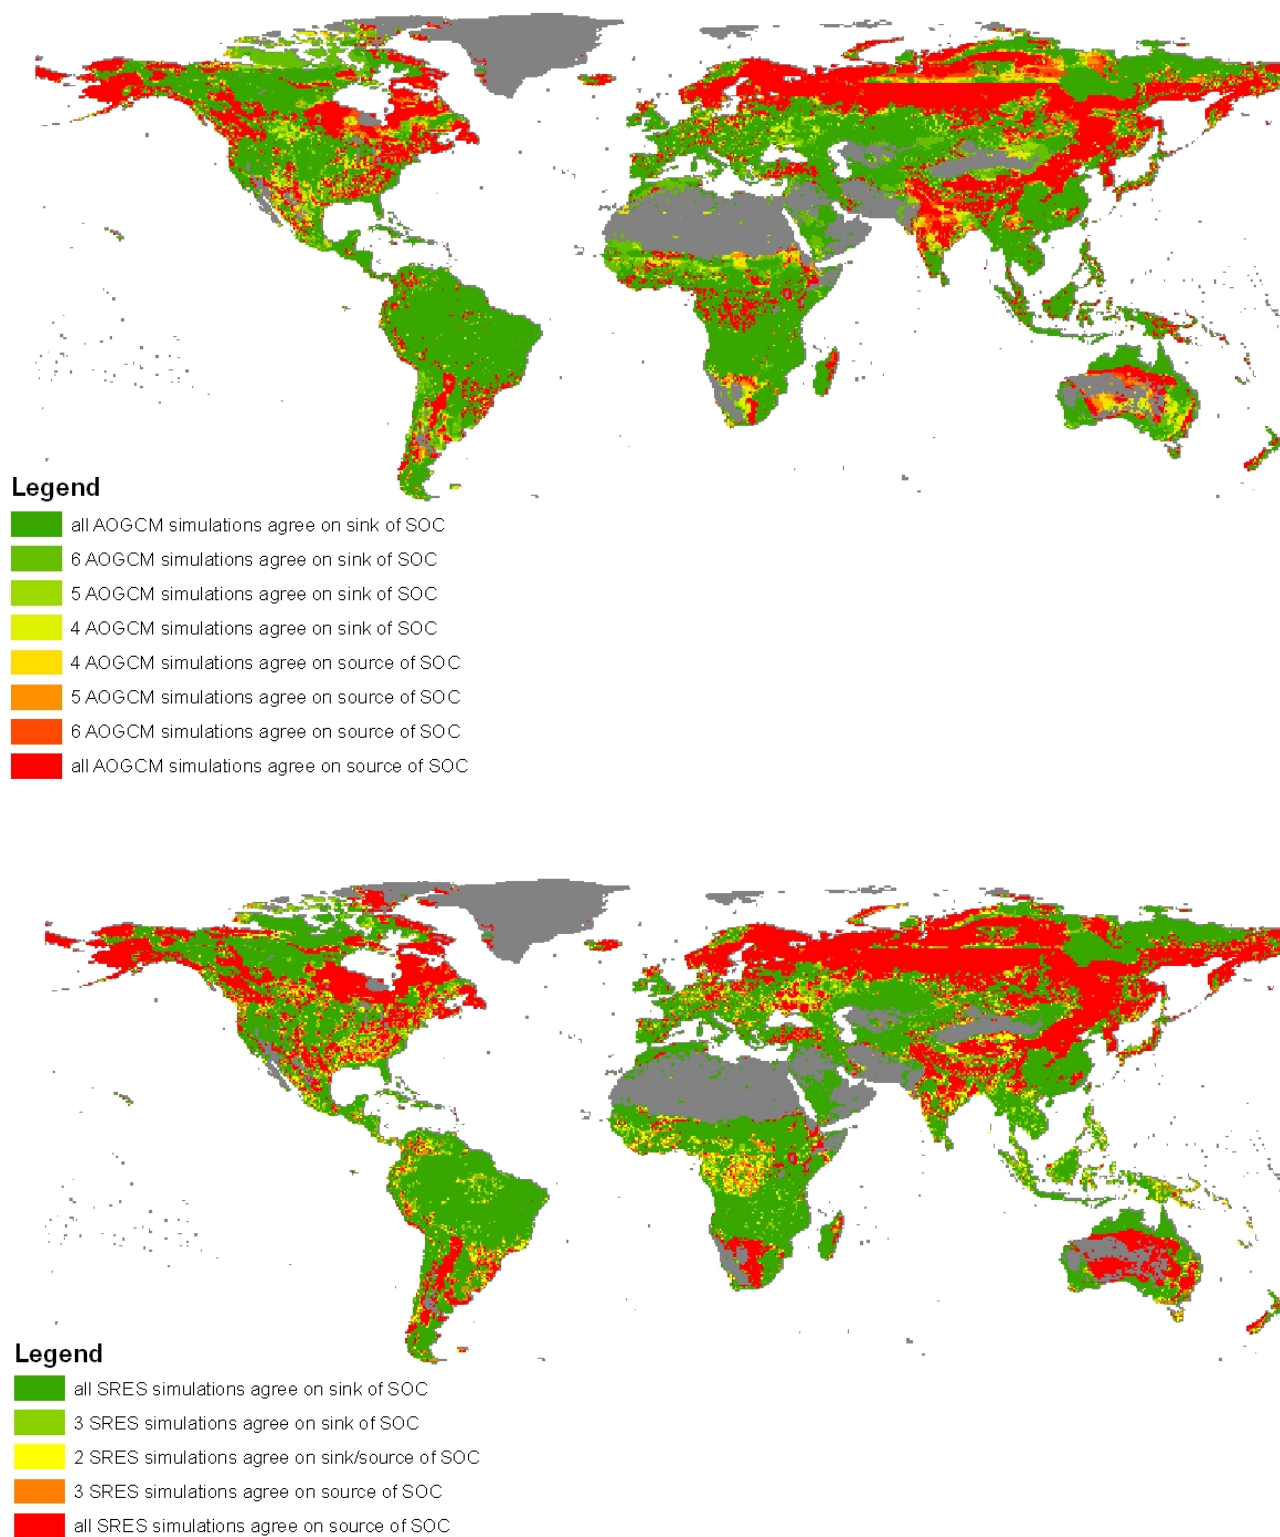 Legend
all AOGCM simulations agree on sink of SOC
6 AOGCM simulations agree on sink of SOC
5 AOGCM simulations agree on sink of SOC
4 AOGCM simulations agree on sink of SOC
4 AOGCM simulations agree on source of SOC
5 AOGCM simulations agree on source of SOC
6 AOGCM simulations agree on source of SOC
all AOGCM simulations agree on source of SOC
Legend
all SRES simulations agree on sink of SOC
3 SRES simulations agree on sink of SOC
2 SRES simulations agree on sink/source of SOC
3 SRES simulations agree on source of SOC
all SRES simulations agree on source of SOC